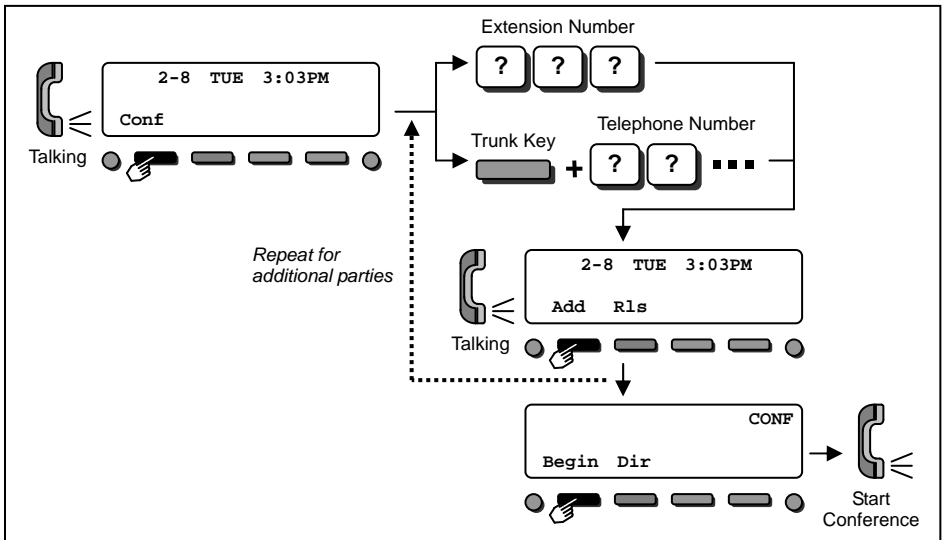 Extension Number
? ? ?
2-8 TUE 3:03PM
Conf
Talking
Trunk Key
Telephone Number
+ ? ? ...
Repeat for
additional parties
2-8 TUE 3:03PM
Add Rls
Talking
CONF
Begin Dir
Start
Conference